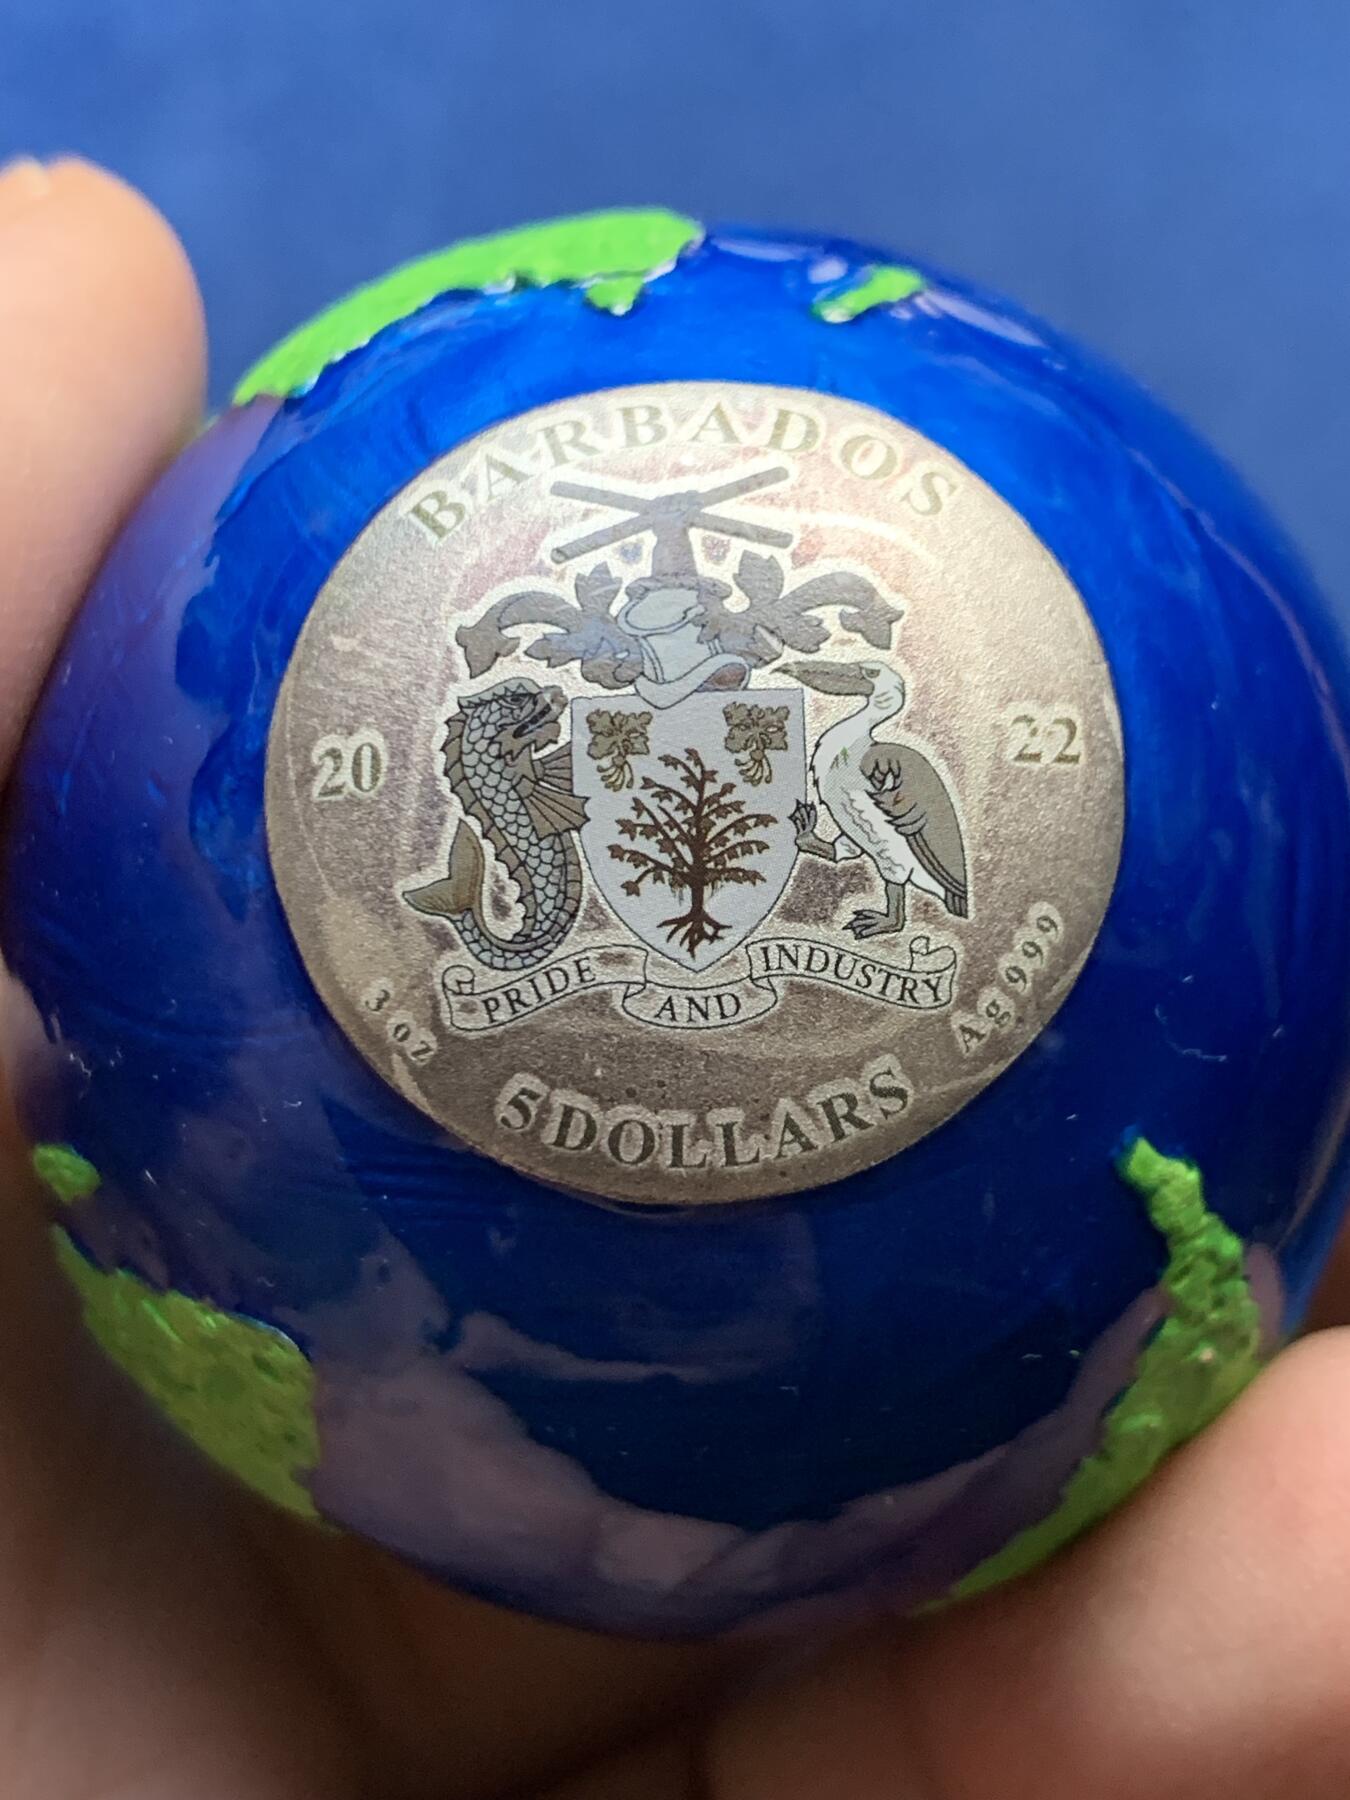 BARBADOS
20 22
PRIDE AND INDUSTRY
3 oz
Ag 999
5 DOLLARS